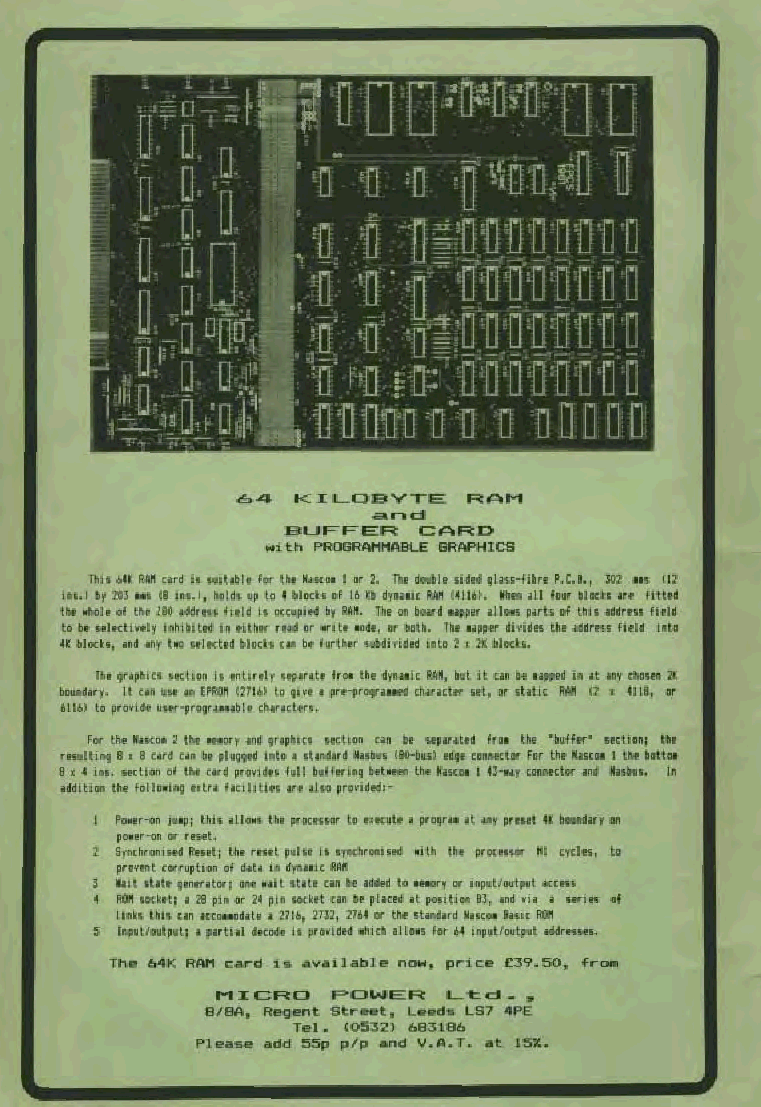 64 KILOBYTE RAM
and
BUFFER CARD
with PROGRAMMABLE GRAPHICS
This 64K RAM card is suitable for the Nascom 1 or 2. The double sided glass-fibre P.C.B., 302 mms (12
ins.) by 203 mms (8 ins.), holds up to 4 blocks of 16 Kb dynamic RAM (4116). When all four blocks are fitted
the whole of the Z80 address field is occupied by RAM. The on board mapper allows parts of this address field
to be selectively inhibited in either read or write mode, or both. The mapper divides the address field into
4K blocks, and any two selected blocks can be further subdivided into 2 x 2K blocks.
The graphics section is entirely separate from the dynamic RAM, but it can be mapped in at any chosen 2K
boundary. It can use an EPROM (2716) to give a pre-programmed character set, or static RAM (2 x 4118, or
6116) to provide user-programmable characters.
For the Nascom 2 the memory and graphics section can be separated from the "buffer" section; the
resulting 8 x 8 card can be plugged into a standard Nasbus (80-bus) edge connector For the Nascom 1 the bottom
8 x 4 ins. section of the card provides full buffering between the Nascom 1 43-way connector and Nasbus. In
addition the following extra facilities are also provided:-
1 Power-on jump; this allows the processor to execute a program at any preset 4K boundary on
power-on or reset.
2 Synchronised Reset; the reset pulse is synchronised with the processor M1 cycles, to
prevent corruption of data in dynamic RAM
3 Wait state generator; one wait state can be added to memory or input/output access
4 ROM socket; a 28 pin or 24 pin socket can be placed at position B3, and via a series of
links this can accommodate a 2716, 2732, 2764 or the standard Nascom Basic ROM
5 Input/output; a partial decode is provided which allows for 64 input/output addresses.
The 64K RAM card is available now, price £39.50, from
MICRO POWER Ltd.,
8/8A, Regent Street, Leeds LS7 4PE
Tel. (0532) 683186
Please add 55p p/p and V.A.T. at 15%.